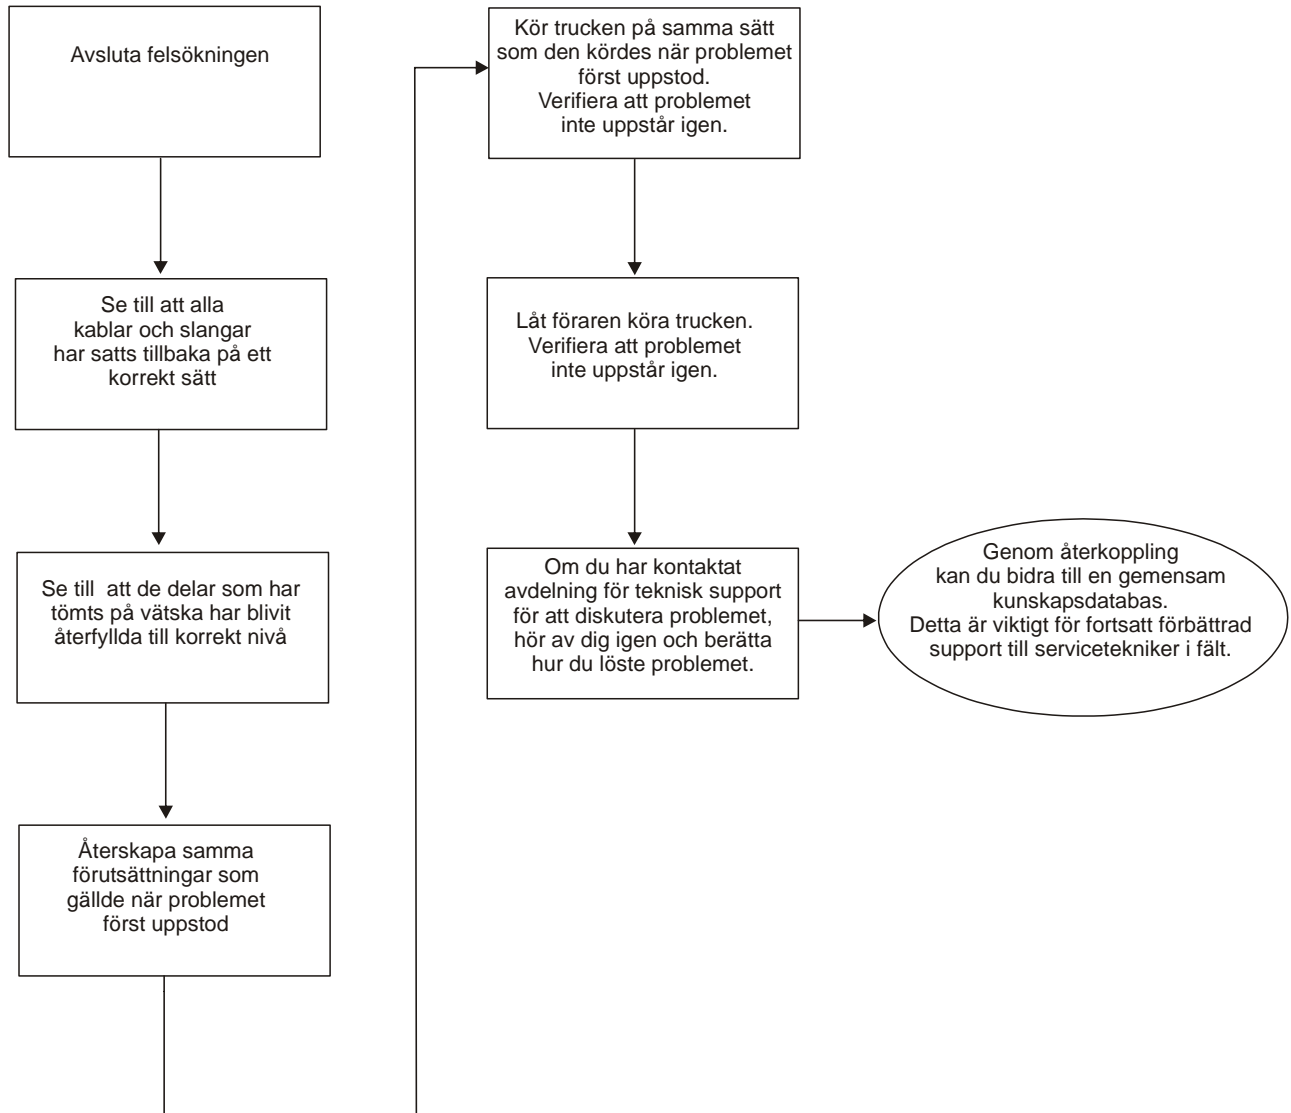 Avsluta felsökningen
Se till att alla
kablar och slangar
har satts tillbaka på ett
korrekt sätt
Se till  att de delar som har
tömts på vätska har blivit
återfyllda till korrekt nivå
Återskapa samma
förutsättningar som
gällde när problemet
först uppstod
Kör trucken på samma sätt
som den kördes när problemet
först uppstod.
Verifiera att problemet
inte uppstår igen.
Låt föraren köra trucken.
Verifiera att problemet
inte uppstår igen.
Om du har kontaktat
avdelning för teknisk support
för att diskutera problemet,
hör av dig igen och berätta
hur du löste problemet.
Genom återkoppling
kan du bidra till en gemensam
kunskapsdatabas.
Detta är viktigt för fortsatt förbättrad
support till servicetekniker i fält.